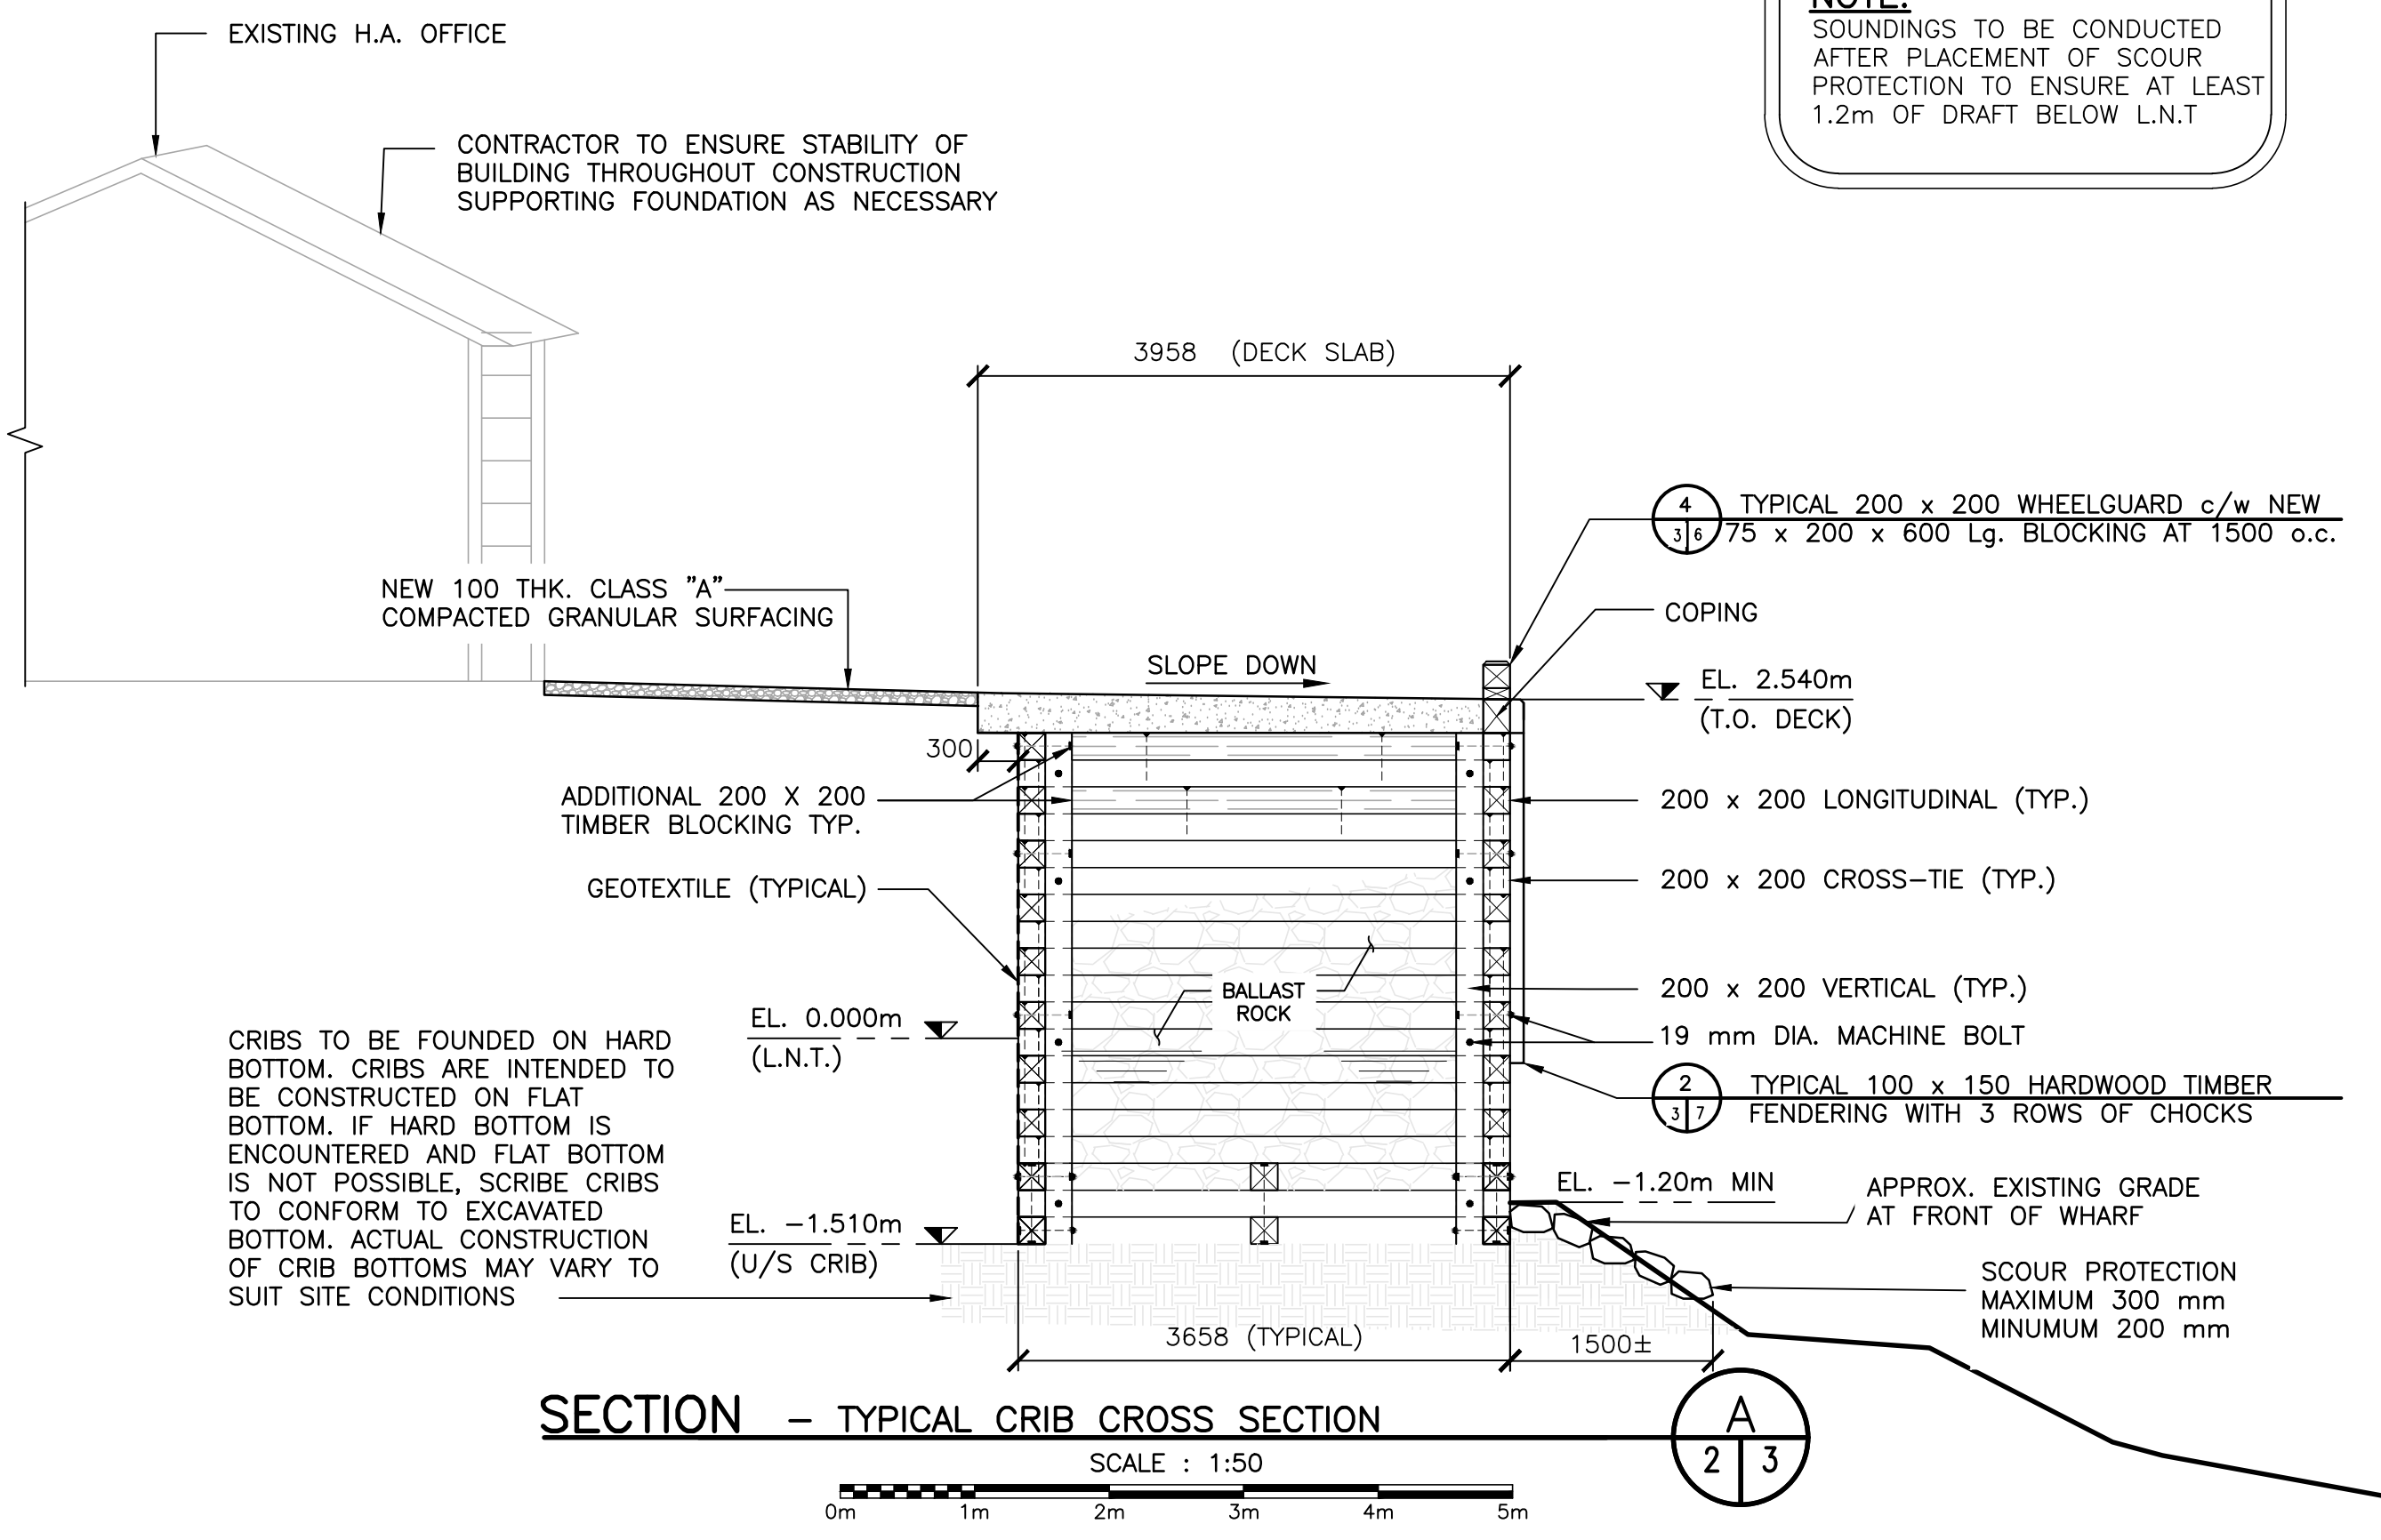 EXISTING H.A. OFFICE
CONTRACTOR TO ENSURE STABILITY OF
BUILDING THROUGHOUT CONSTRUCTION
SUPPORTING FOUNDATION AS NECESSARY
NOTE:
SOUNDINGS TO BE CONDUCTED
AFTER PLACEMENT OF SCOUR
PROTECTION TO ENSURE AT LEAST
1.2m OF DRAFT BELOW L.N.T
3958 (DECK SLAB)
4
3 6
TYPICAL 200 x 200 WHEELGUARD c/w NEW
75 x 200 x 600 Lg. BLOCKING AT 1500 o.c.
NEW 100 THK. CLASS "A"
COMPACTED GRANULAR SURFACING
COPING
SLOPE DOWN
EL. 2.540m
(T.O. DECK)
300
ADDITIONAL 200 X 200
TIMBER BLOCKING TYP.
200 x 200 LONGITUDINAL (TYP.)
GEOTEXTILE (TYPICAL)
200 x 200 CROSS-TIE (TYP.)
BALLAST
ROCK
200 x 200 VERTICAL (TYP.)
EL. 0.000m
(L.N.T.)
19 mm DIA. MACHINE BOLT
2
3 7
TYPICAL 100 x 150 HARDWOOD TIMBER
FENDERING WITH 3 ROWS OF CHOCKS
CRIBS TO BE FOUNDED ON HARD
BOTTOM. CRIBS ARE INTENDED TO
BE CONSTRUCTED ON FLAT
BOTTOM. IF HARD BOTTOM IS
ENCOUNTERED AND FLAT BOTTOM
IS NOT POSSIBLE, SCRIBE CRIBS
TO CONFORM TO EXCAVATED
BOTTOM. ACTUAL CONSTRUCTION
OF CRIB BOTTOMS MAY VARY TO
SUIT SITE CONDITIONS
EL. -1.20m MIN
APPROX. EXISTING GRADE
AT FRONT OF WHARF
EL. -1.510m
(U/S CRIB)
SCOUR PROTECTION
MAXIMUM 300 mm
MINUMUM 200 mm
3658 (TYPICAL)
1500±
SECTION - TYPICAL CRIB CROSS SECTION
A
2 3
SCALE : 1:50
0m 1m 2m 3m 4m 5m